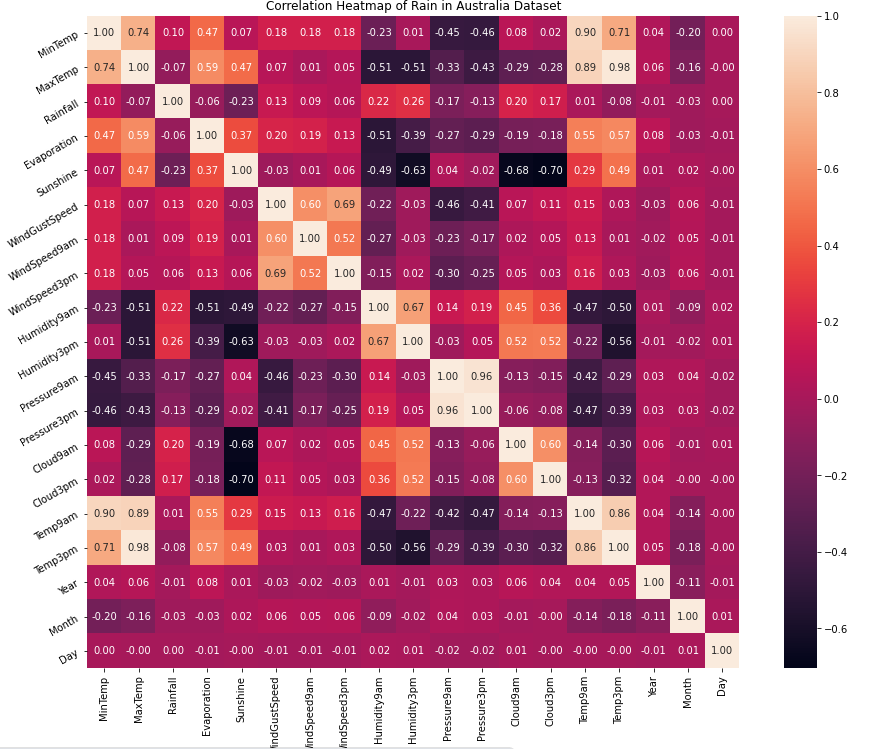 Correlation Heatmap of Rain in Australia Dataset
MinTemp 1.00 0.74 0.10 0.47 0.07 0.18 0.18 0.18 -0.23 0.01 -0.45 -0.46 0.08 0.02 0.90 0.71 0.04 -0.20 0.00
MaxTemp 0.74 1.00 -0.07 0.59 0.47 0.07 0.01 0.05 -0.51 -0.51 -0.33 -0.43 -0.29 -0.28 0.89 0.98 0.06 -0.16 -0.00
Rainfall 0.10 -0.07 1.00 -0.06 -0.23 0.13 0.09 0.06 0.22 0.26 -0.17 -0.13 0.20 0.17 0.01 -0.08 -0.01 -0.03 0.00
Evaporation 0.47 0.59 -0.06 1.00 0.37 0.20 0.19 0.13 -0.51 -0.39 -0.27 -0.29 -0.19 -0.18 0.55 0.57 0.08 -0.03 -0.01
Sunshine 0.07 0.47 -0.23 0.37 1.00 -0.03 0.01 0.06 -0.49 -0.63 0.04 -0.02 -0.68 -0.70 0.29 0.49 0.01 0.02 -0.00
WindGustSpeed 0.18 0.07 0.13 0.20 -0.03 1.00 0.60 0.69 -0.22 -0.03 -0.46 -0.41 0.07 0.11 0.15 0.03 -0.03 0.06 -0.01
WindSpeed9am 0.18 0.01 0.09 0.19 0.01 0.60 1.00 0.52 -0.27 -0.03 -0.23 -0.17 0.02 0.05 0.13 0.01 -0.02 0.05 -0.01
WindSpeed3pm 0.18 0.05 0.06 0.13 0.06 0.69 0.52 1.00 -0.15 0.02 -0.30 -0.25 0.05 0.03 0.16 0.03 -0.03 0.06 -0.01
Humidity9am -0.23 -0.51 0.22 -0.51 -0.49 -0.22 -0.27 -0.15 1.00 0.67 0.14 0.19 0.45 0.36 -0.47 -0.50 0.01 -0.09 0.02
Humidity3pm 0.01 -0.51 0.26 -0.39 -0.63 -0.03 -0.03 0.02 0.67 1.00 -0.03 0.05 0.52 0.52 -0.22 -0.56 -0.01 -0.02 0.01
Pressure9am -0.45 -0.33 -0.17 -0.27 0.04 -0.46 -0.23 -0.30 0.14 -0.03 1.00 0.96 -0.13 -0.15 -0.42 -0.29 0.03 0.04 -0.02
Pressure3pm -0.46 -0.43 -0.13 -0.29 -0.02 -0.41 -0.17 -0.25 0.19 0.05 0.96 1.00 -0.06 -0.08 -0.47 -0.39 0.03 0.03 -0.02
Cloud9am 0.08 -0.29 0.20 -0.19 -0.68 0.07 0.02 0.05 0.45 0.52 -0.13 -0.06 1.00 0.60 -0.14 -0.30 0.06 -0.01 0.01
Cloud3pm 0.02 -0.28 0.17 -0.18 -0.70 0.11 0.05 0.03 0.36 0.52 -0.15 -0.08 0.60 1.00 -0.13 -0.32 0.04 -0.00 -0.00
Temp9am 0.90 0.89 0.01 0.55 0.29 0.15 0.13 0.16 -0.47 -0.22 -0.42 -0.47 -0.14 -0.13 1.00 0.86 0.04 -0.14 -0.00
Temp3pm 0.71 0.98 -0.08 0.57 0.49 0.03 0.01 0.03 -0.50 -0.56 -0.29 -0.39 -0.30 -0.32 0.86 1.00 0.05 -0.18 -0.00
Year 0.04 0.06 -0.01 0.08 0.01 -0.03 -0.02 -0.03 0.01 -0.01 0.03 0.03 0.06 0.04 0.04 0.05 1.00 -0.11 -0.01
Month -0.20 -0.16 -0.03 -0.03 0.02 0.06 0.05 0.06 -0.09 -0.02 0.04 0.03 -0.01 -0.00 -0.14 -0.18 -0.11 1.00 0.01
Day 0.00 -0.00 0.00 -0.01 -0.00 -0.01 -0.01 -0.01 0.02 0.01 -0.02 -0.02 0.01 -0.00 -0.00 -0.00 -0.01 0.01 1.00
MinTemp
MaxTemp
Rainfall
Evaporation
Sunshine
indGustSpeed
indSpeed9am
indSpeed3pm
Humidity9am
Humidity3pm
Pressure9am
Pressure3pm
Cloud9am
Cloud3pm
Temp9am
Temp3pm
Year
Month
Day
1.0
0.8
0.6
0.4
0.2
0.0
−0.2
−0.4
−0.6